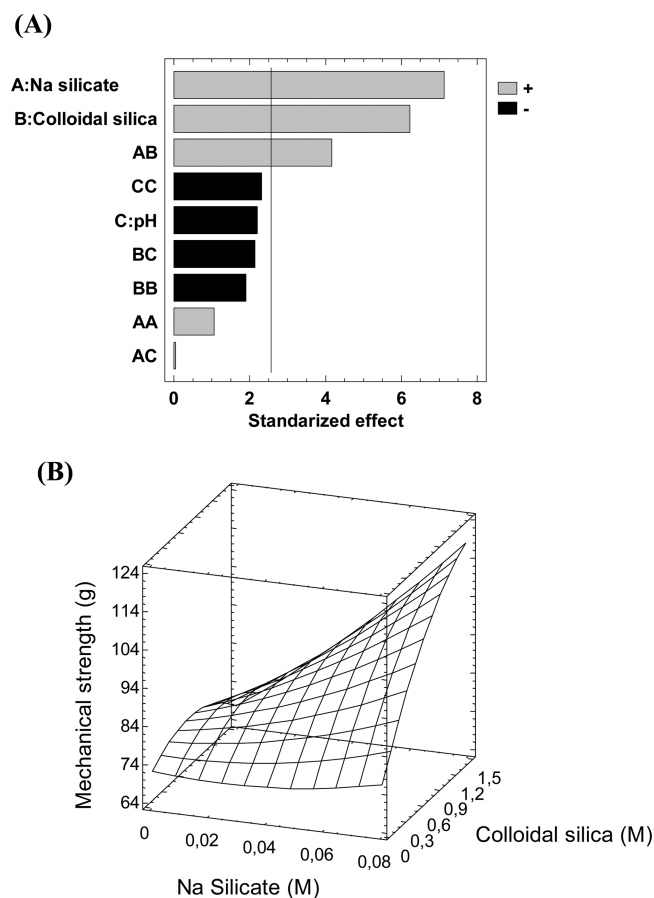 (A)
A:Na silicate
+
B:Colloidal silica
-
AB
CC
C:pH
BC
BB
AA
AC
0 2 4 6 8
Standarized effect
(B)
Mechanical strength (g)
124
114
104
94
84
74
64
0 0,02 0,04 0,06 0,08
Na Silicate (M)
0 0,3 0,6 0,9 1,2 1,5
Colloidal silica (M)